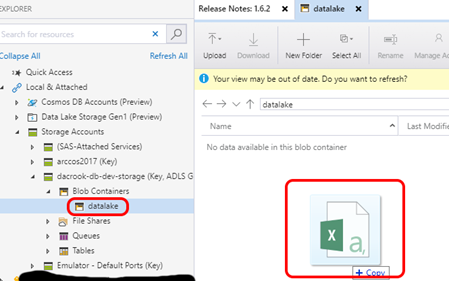 Release Notes: 1.6.2 × datalake ×
Search for resources
Collapse All Refresh All
Quick Access
Local & Attached
Cosmos DB Accounts (Preview)
Data Lake Storage Gen1 (Preview)
Storage Accounts
(SAS-Attached Services)
arccos2017 (Key)
dacrook-db-dev-storage (Key, ADLS G
Blob Containers
datalake
File Shares
Queues
Tables
Emulator - Default Ports (Key)
Upload Download New Folder Select All Rename Manage Ac
Your view may be out of date. Do you want to refresh?
datalake
Name Last Modifie
No data available in this blob container
X a,
+ Copy